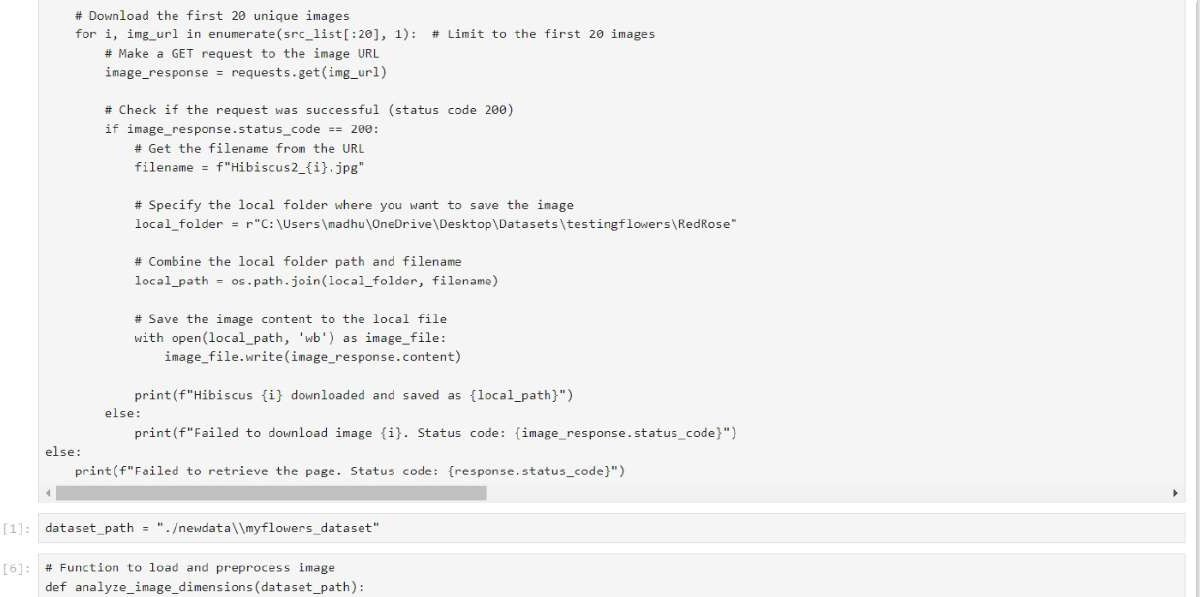 # Download the first 20 unique images
for i, img_url in enumerate(src_list[:20], 1):  # Limit to the first 20 images
# Make a GET request to the image URL
image_response = requests.get(img_url)
# Check if the request was successful (status code 200)
if image_response.status_code == 200:
# Get the filename from the URL
filename = f"Hibiscus2_{i}.jpg"
# Specify the local folder where you want to save the image
local_folder = r"C:\Users\madhu\OneDrive\Desktop\Datasets\testingflowers\RedRose"
# Combine the local folder path and filename
local_path = os.path.join(local_folder, filename)
# Save the image content to the local file
with open(local_path, 'wb') as image_file:
image_file.write(image_response.content)
print(f"Hibiscus {i} downloaded and saved as {local_path}")
else:
print(f"Failed to download image {i}. Status code: {image_response.status_code}")
else:
print(f"Failed to retrieve the page. Status code: {response.status_code}")
[1]: dataset_path = "./newdata\\myflowers_dataset"
[6]: # Function to load and preprocess image
def analyze_image_dimensions(dataset_path):